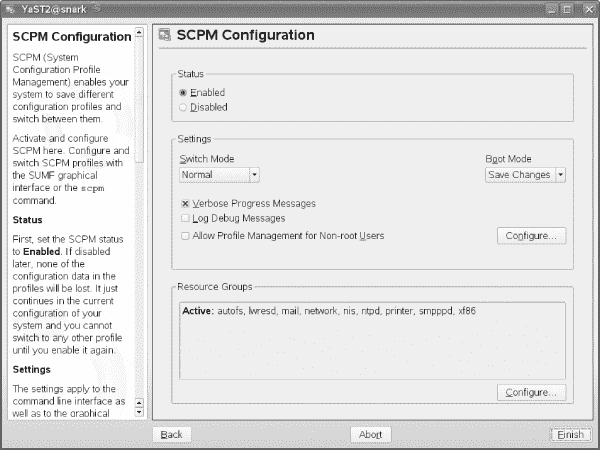 YaST2@snark
SCPM Configuration
SCPM (System
Configuration Profile
Management) enables your
system to save different
configuration profiles and
switch between them.
Activate and configure
SCPM here. Configure and
switch SCPM profiles with
the SUMF graphical
interface or the scpm
command.
Status
First, set the SCPM status
to Enabled. If disabled
later, none of the
configuration data in the
profiles will be lost. It just
continues in the current
configuration of your
system and you cannot
switch to any other profile
until you enable it again.
Settings
The settings apply to the
command line interface as
well as to the graphical
SCPM Configuration
Status
Enabled
Disabled
Settings
Switch Mode
Boot Mode
Normal
Save Changes
Verbose Progress Messages
Log Debug Messages
Allow Profile Management for Non-root Users
Configure...
Resource Groups
Active: autofs, lwresd, mail, network, nis, ntpd, printer, smpppd, xf86
Configure...
Back
Abort
Finish